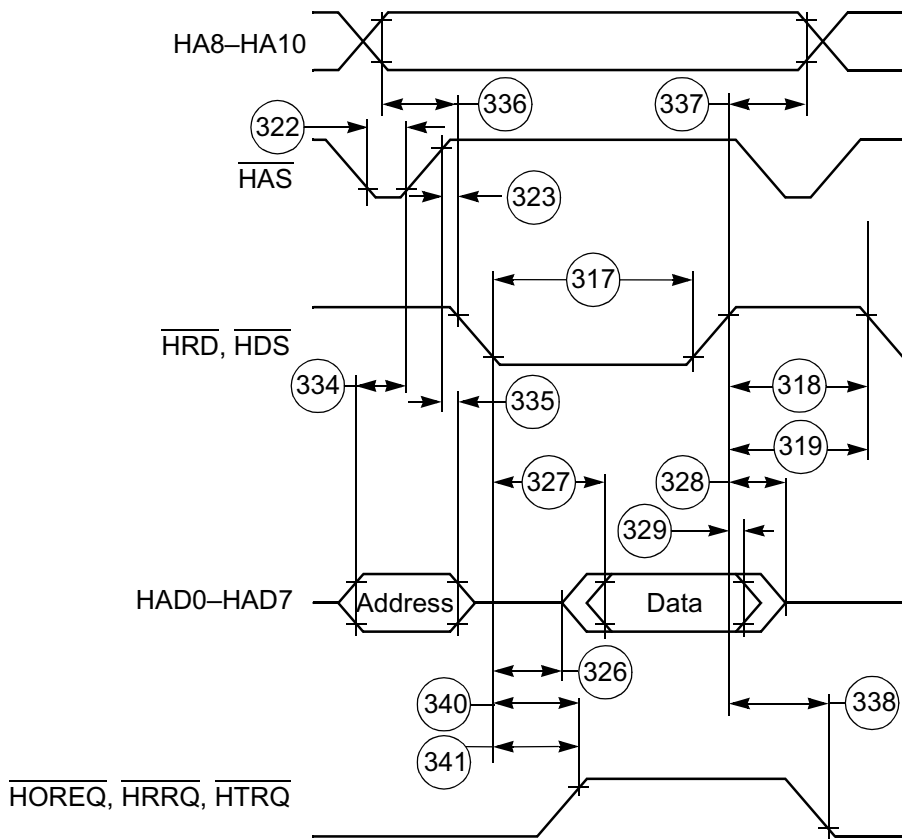 HA8–HA10
336
337
322
HAS
323
317
HRD, HDS
334
335
318
319
327
328
329
HAD0–HAD7
Address
Data
326
340
338
341
HOREQ, HRRQ, HTRQ